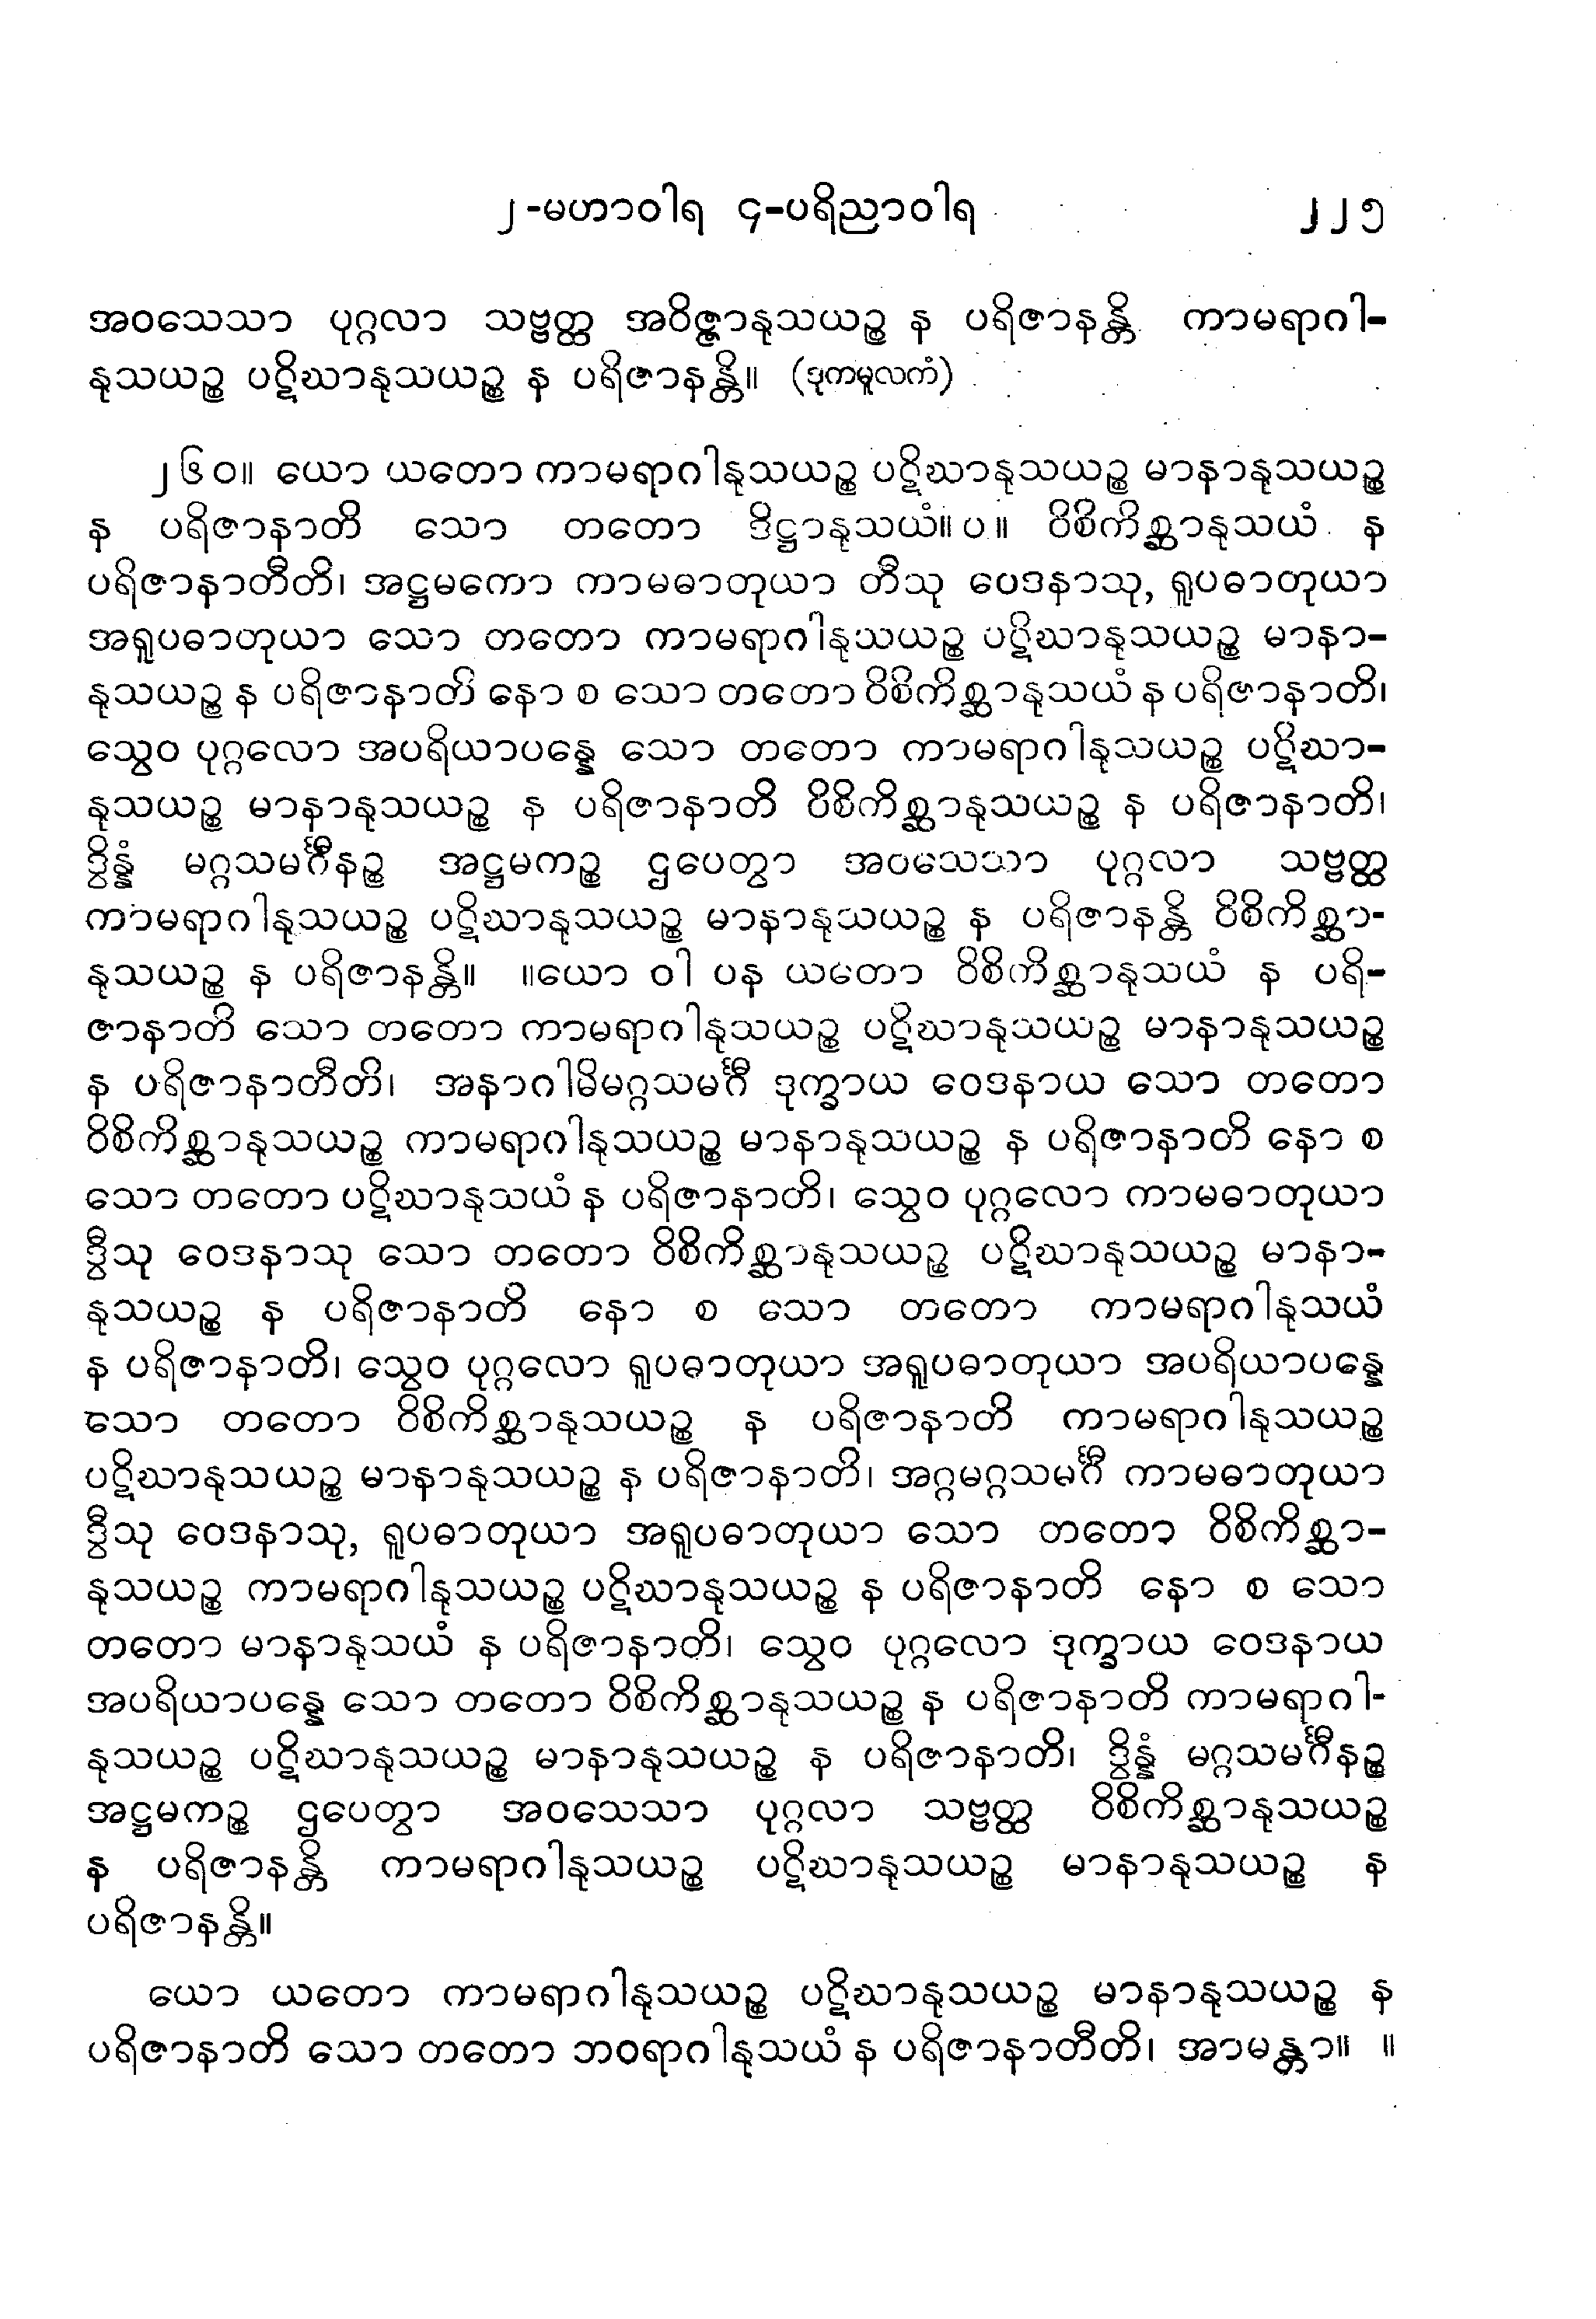 ၂-မဟာဝါရ ၄-ပရိညာဝါရ ၂၂၅
အဝသေသာ ပုဂ္ဂလာ သဗ္ဗတ္ထ အဝိဇ္ဇာနုသယဉ္စ န ပရိဇာနန္တိ ကာမရာဂါ-
နုသယဉ္စ ပဋိဃာနုသယဉ္စ န ပရိဇာနန္တိ။ (ဒုကမူလကံ)
၂၆၀။ ယော ယတော ကာမရာဂါနုသယဉ္စ ပဋိဃာနုသယဉ္စ မာနာနုသယဉ္စ
န ပရိဇာနာတိ သော တတော ဒိဋ္ဌာနုသယံ။ပ။ ဝိစိကိစ္ဆာနုသယံ န
ပရိဇာနာတီတိ၊ အဋ္ဌမကော ကာမဓာတုယာ တီသု ဝေဒနာသု, ရူပဓာတုယာ
အရူပဓာတုယာ သော တတော ကာမရာဂါနုသယဉ္စ ပဋိဃာနုသယဉ္စ မာနာ-
နုသယဉ္စ န ပရိဇာနာတိ နော စ သော တတော ဝိစိကိစ္ဆာနုသယံ န ပရိဇာနာတိ၊
သွေဝ ပုဂ္ဂလော အပရိယာပန္နေ သော တတော ကာမရာဂါနုသယဉ္စ ပဋိဃာ-
နုသယဉ္စ မာနာနုသယဉ္စ န ပရိဇာနာတိ ဝိစိကိစ္ဆာနုသယဉ္စ န ပရိဇာနာတိ၊
ဒွိန္နံ မဂ္ဂသမင်္ဂီနဉ္စ အဋ္ဌမကဉ္စ ဌပေတွာ အဝသေသာ ပုဂ္ဂလာ သဗ္ဗတ္ထ
ကာမရာဂါနုသယဉ္စ ပဋိဃာနုသယဉ္စ မာနာနုသယဉ္စ န ပရိဇာနန္တိ ဝိစိကိစ္ဆာ-
နုသယဉ္စ န ပရိဇာနန္တိ။ ။ယော ဝါ ပန ယတော ဝိစိကိစ္ဆာနုသယံ န ပရိ-
ဇာနာတိ သော တတော ကာမရာဂါနုသယဉ္စ ပဋိဃာနုသယဉ္စ မာနာနုသယဉ္စ
န ပရိဇာနာတီတိ၊ အနာဂါမိမဂ္ဂသမင်္ဂီ ဒုက္ခာယ ဝေဒနာယ သော တတော
ဝိစိကိစ္ဆာနုသယဉ္စ ကာမရာဂါနုသယဉ္စ မာနာနုသယဉ္စ န ပရိဇာနာတိ နော စ
သော တတော ပဋိဃာနုသယံ န ပရိဇာနာတိ၊ သွေဝ ပုဂ္ဂလော ကာမဓာတုယာ
ဒွီသု ဝေဒနာသု သော တတော ဝိစိကိစ္ဆာနုသယဉ္စ ပဋိဃာနုသယဉ္စ မာနာ-
နုသယဉ္စ န ပရိဇာနာတိ နော စ သော တတော ကာမရာဂါနုသယံ
န ပရိဇာနာတိ၊ သွေဝ ပုဂ္ဂလော ရူပဓာတုယာ အရူပဓာတုယာ အပရိယာပန္နေ
သော တတော ဝိစိကိစ္ဆာနုသယဉ္စ န ပရိဇာနာတိ ကာမရာဂါနုသယဉ္စ
ပဋိဃာနုသယဉ္စ မာနာနုသယဉ္စ န ပရိဇာနာတိ၊ အဂ္ဂမဂ္ဂသမင်္ဂီ ကာမဓာတုယာ
ဒွီသု ဝေဒနာသု, ရူပဓာတုယာ အရူပဓာတုယာ သော တတော ဝိစိကိစ္ဆာ-
နုသယဉ္စ ကာမရာဂါနုသယဉ္စ ပဋိဃာနုသယဉ္စ န ပရိဇာနာတိ နော စ သော
တတော မာနာနုသယံ န ပရိဇာနာတိ၊ သွေဝ ပုဂ္ဂလော ဒုက္ခာယ ဝေဒနာယ
အပရိယာပန္နေ သော တတော ဝိစိကိစ္ဆာနုသယဉ္စ န ပရိဇာနာတိ ကာမရာဂါ-
နုသယဉ္စ ပဋိဃာနုသယဉ္စ မာနာနုသယဉ္စ န ပရိဇာနာတိ၊ ဒွိန္နံ မဂ္ဂသမင်္ဂီနဉ္စ
အဋ္ဌမကဉ္စ ဌပေတွာ အဝသေသာ ပုဂ္ဂလာ သဗ္ဗတ္ထ ဝိစိကိစ္ဆာနုသယဉ္စ
န ပရိဇာနန္တိ ကာမရာဂါနုသယဉ္စ ပဋိဃာနုသယဉ္စ မာနာနုသယဉ္စ န
ပရိဇာနန္တိ။
ယော ယတော ကာမရာဂါနုသယဉ္စ ပဋိဃာနုသယဉ္စ မာနာနုသယဉ္စ န
ပရိဇာနာတိ သော တတော ဘဝရာဂါနုသယံ န ပရိဇာနာတီတိ၊ အာမန္တာ။ ။